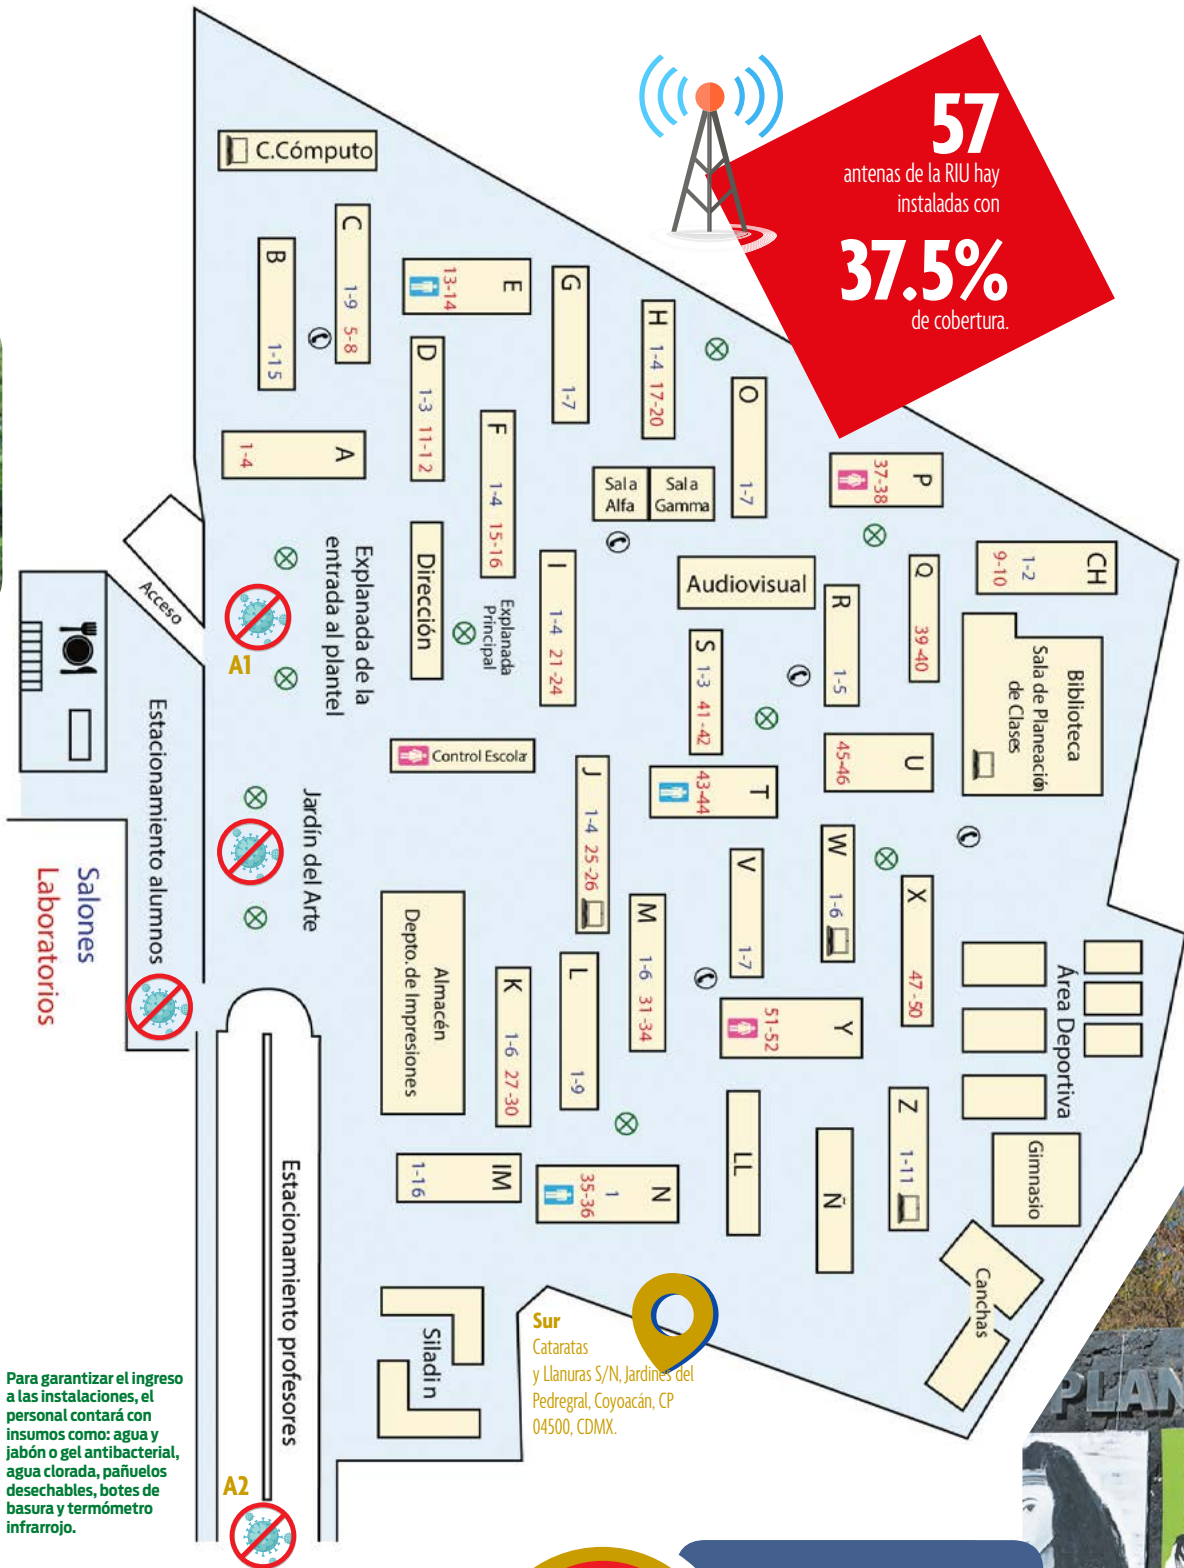 57
antenas de la RIU hay
instaladas con
37.5%
de cobertura.
C.Cómputo
C
1-9 5-8
B
1-15
A
1-4
E
13-14
D
1-3 11-12
G
1-7
F
1-4 15-16
H
1-4 17-20
O
1-7
Sala
Alfa
Sala
Gamma
P
37-38
CH
1-2
9-10
Q
39-40
R
1-5
Audiovisual
I
1-4 21-24
Dirección
Explanada
Principal
Explanada de la
entrada al plantel
Acceso
A1
S
1-3 41-42
Biblioteca
Sala de Planeación
de Clases
U
45-46
T
43-44
Control Escolar
J
1-4 25-26
W
1-6
V
1-7
X
47-50
M
1-6 31-34
L
1-9
K
1-6 27-30
Y
51-52
Z
1-11
LL
Ñ
N
1
35-36
IM
1-16
Área Deportiva
Gimnasio
Canchas
Siladin
Almacén
Depto.de Impresiones
Jardín del Arte
Estacionamiento alumnos
Estacionamiento profesores
A2
Salones
Laboratorios
Sur
Cataratas
y Llanuras S/N, Jardines del
Pedregral, Coyoacán, CP
04500, CDMX.
Para garantizar el ingreso
a las instalaciones, el
personal contará con
insumos como: agua y
jabón o gel antibacterial,
agua clorada, pañuelos
desechables, botes de
basura y termómetro
infrarrojo.
PLAN